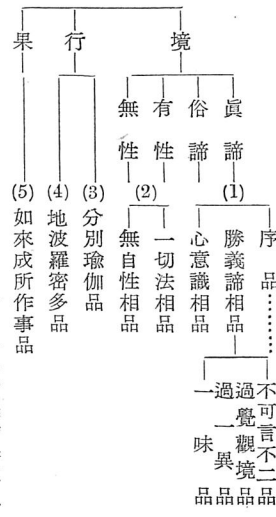 境
行
果
眞諦
俗諦
有性
無性
(1)
序品………
勝義諦相品
心意識相品
不可言不二品
過覺觀境品
過一異品
一味品
(2)
一切法相品
無自性相品
(3) 分別瑜伽品
(4) 地波羅密多品
(5) 如來成所作事品